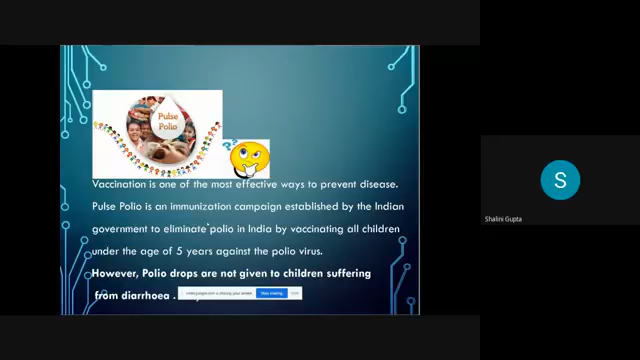 Pulse
Polio
??
Vaccination is one of the most effective ways to prevent disease.
Pulse Polio is an immunization campaign established by the Indian
government to eliminate polio in India by vaccinating all children
under the age of 5 years against the polio virus.
However, Polio drops are not given to children suffering
from diarrhoea .
Stop sharing
Hide
S
Shalini Gupta